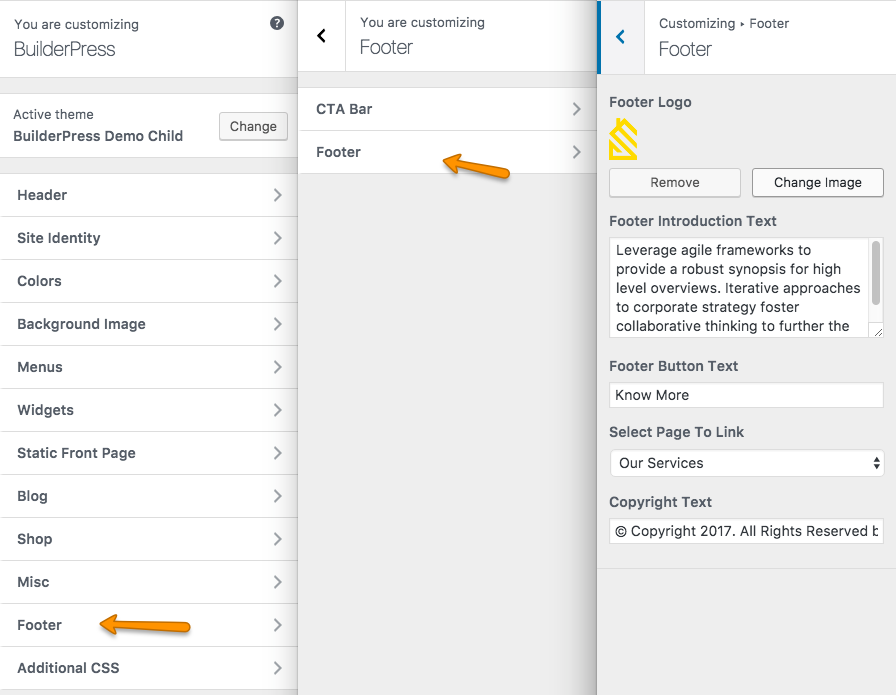 You are customizing
BuilderPress
?
Active theme
BuilderPress Demo Child
Change
Header
Site Identity
Colors
Background Image
Menus
Widgets
Static Front Page
Blog
Shop
Misc
Footer
Additional CSS
You are customizing
Footer
CTA Bar
Footer
Customizing ▸ Footer
Footer
Footer Logo
Remove
Change Image
Footer Introduction Text
Leverage agile frameworks to
provide a robust synopsis for high
level overviews. Iterative approaches
to corporate strategy foster
collaborative thinking to further the
Footer Button Text
Know More
Select Page To Link
Our Services
Copyright Text
© Copyright 2017. All Rights Reserved b